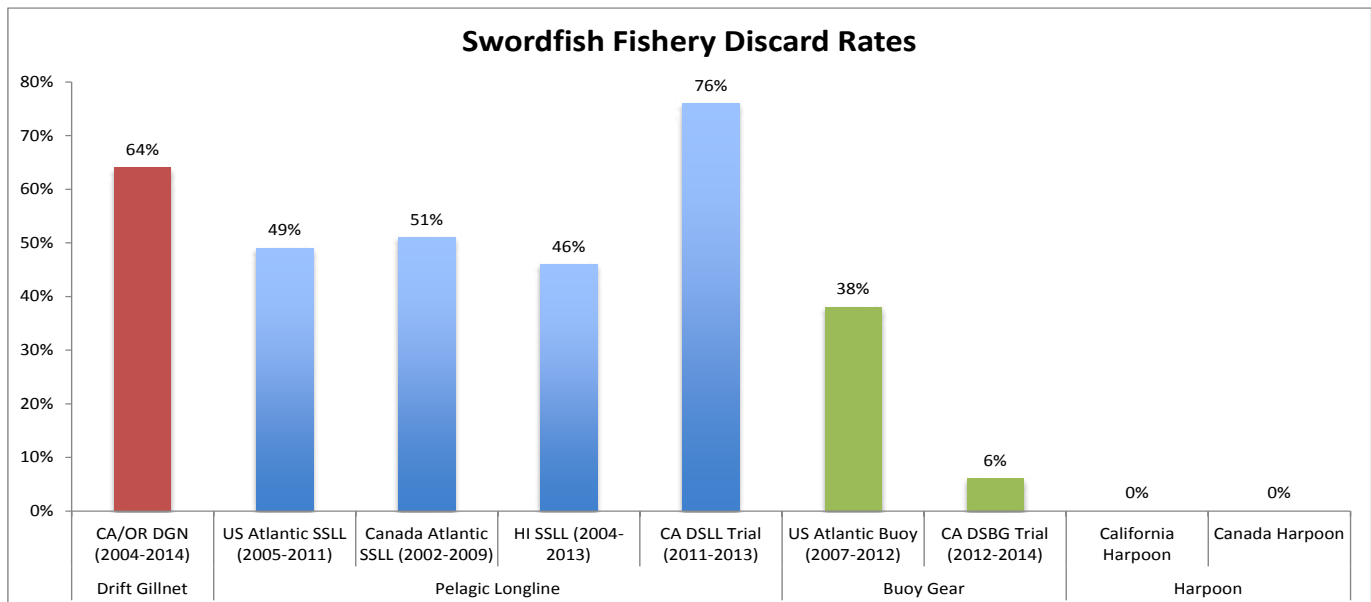 Swordfish Fishery Discard Rates
80%
70%
60%
50%
40%
30%
20%
10%
0%
64%
49%
51%
46%
76%
38%
6%
0%
0%
CA/OR DGN
(2004-2014)
US Atlantic SSLL
(2005-2011)
Canada Atlantic
SSLL (2002-2009)
HI SSLL (2004-
2013)
CA DSLL Trial
(2011-2013)
US Atlantic Buoy
(2007-2012)
CA DSBG Trial
(2012-2014)
California
Harpoon
Canada Harpoon
Drift Gillnet
Pelagic Longline
Buoy Gear
Harpoon